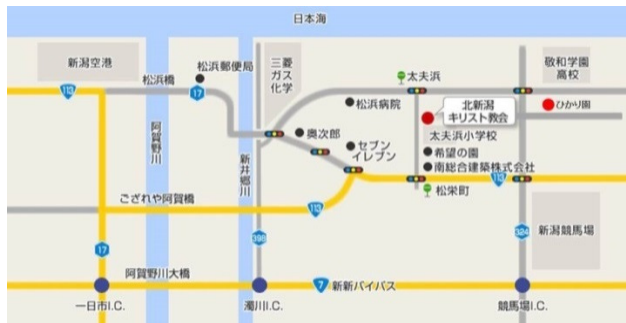 日本海
新潟空港
松浜郵便局
三菱
ガス
化学
太夫浜
敬和学園
高校
113
松浜橋
17
松浜病院
北新潟
キリスト教会
ひかり園
阿賀野川
新井郷川
奥次郎
セブン
イレブン
太夫浜小学校
希望の園
南総合建築株式会社
113
松栄町
ござれや阿賀橋
113
17
398
324
新潟競馬場
阿賀野川大橋
7
新新バイパス
一日市I.C.
濁川I.C.
競馬場I.C.